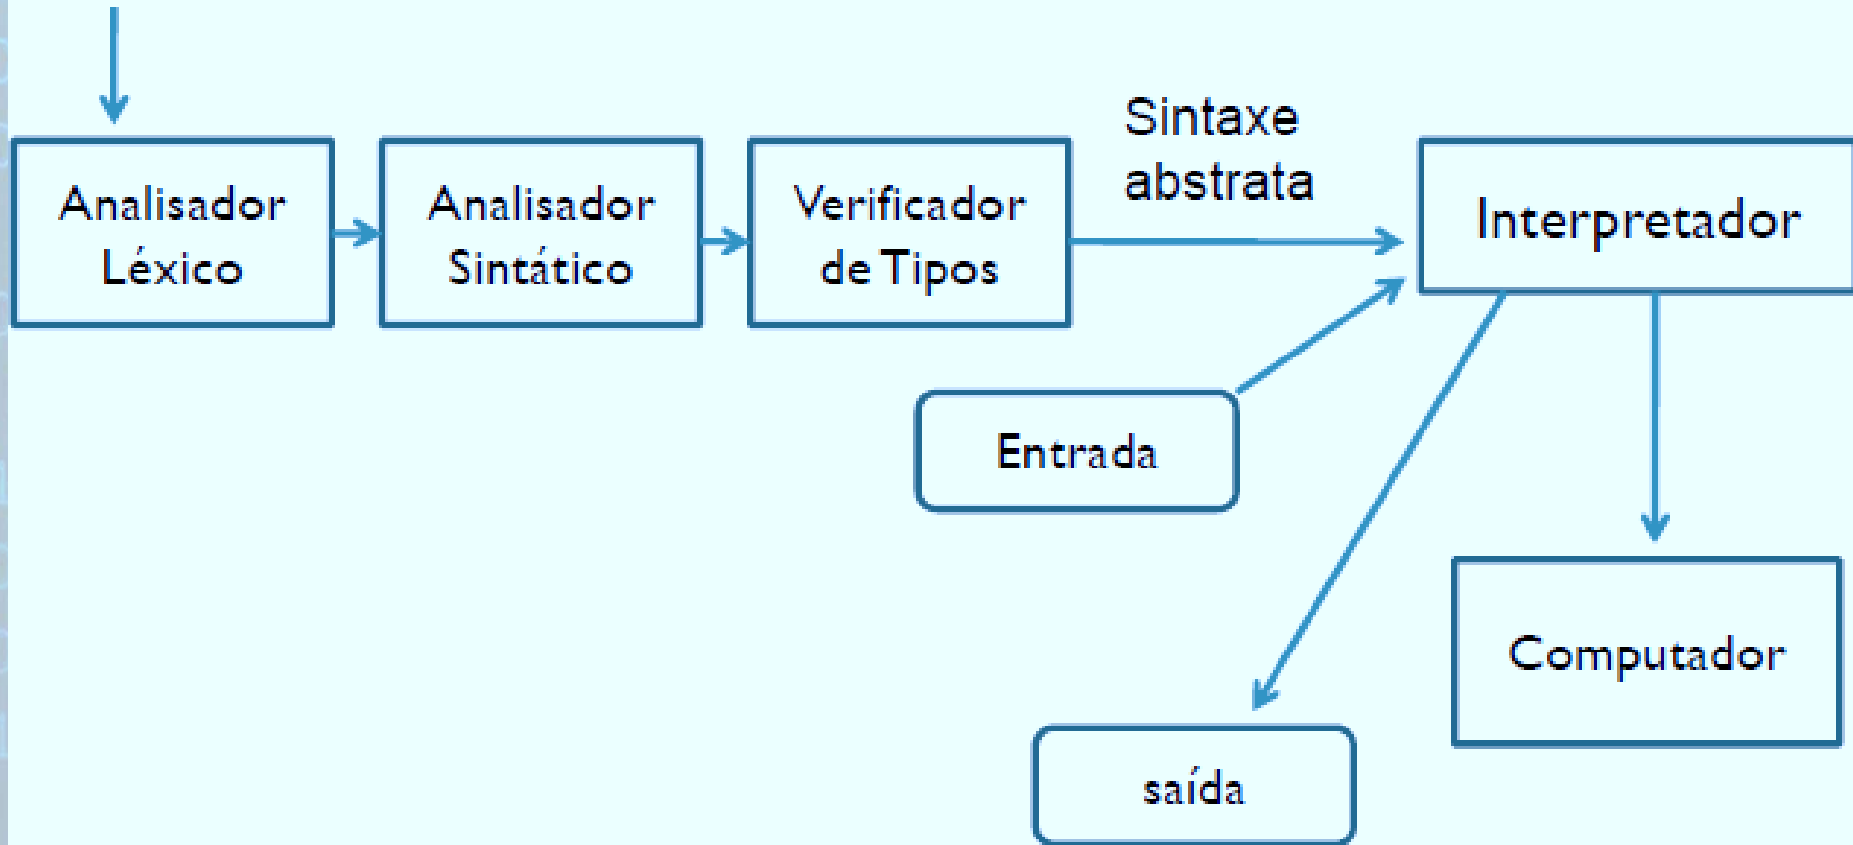 Analisador
Léxico
Analisador
Sintático
Verificador
de Tipos
Sintaxe
abstrata
Interpretador
Entrada
Computador
saída